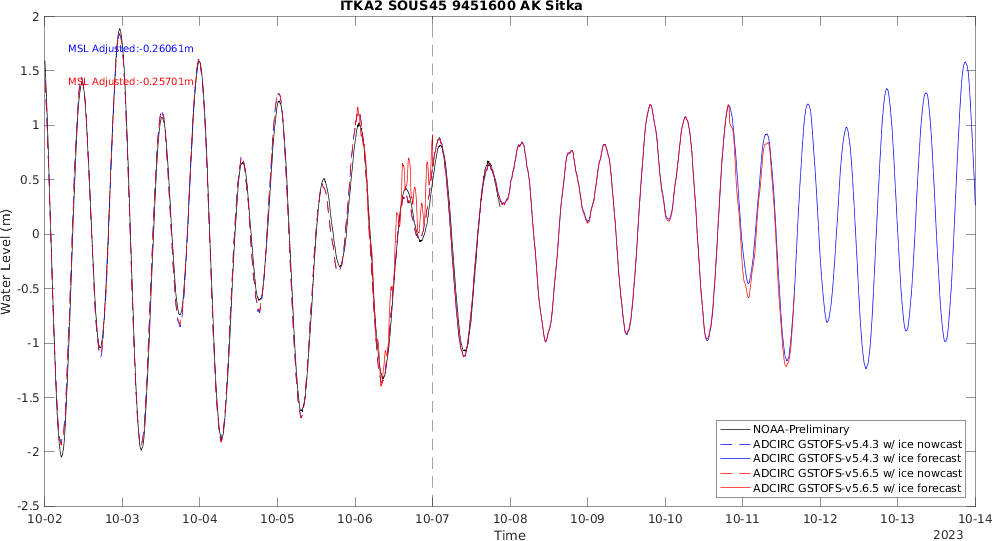 ITKA2 SOUS45 9451600 AK Sitka
2
MSL Adjusted:-0.26061m
1.5
MSL Adjusted:-0.25701m
1
0.5
0
-0.5
-1
-1.5
-2
-2.5
Water Level (m)
NOAA-Preliminary
ADCIRC GSTOFS-v5.4.3 w/ ice nowcast
ADCIRC GSTOFS-v5.4.3 w/ ice forecast
ADCIRC GSTOFS-v5.6.5 w/ ice nowcast
ADCIRC GSTOFS-v5.6.5 w/ ice forecast
10-02 10-03 10-04 10-05 10-06 10-07 10-08 10-09 10-10 10-11 10-12 10-13 10-14
Time
2023